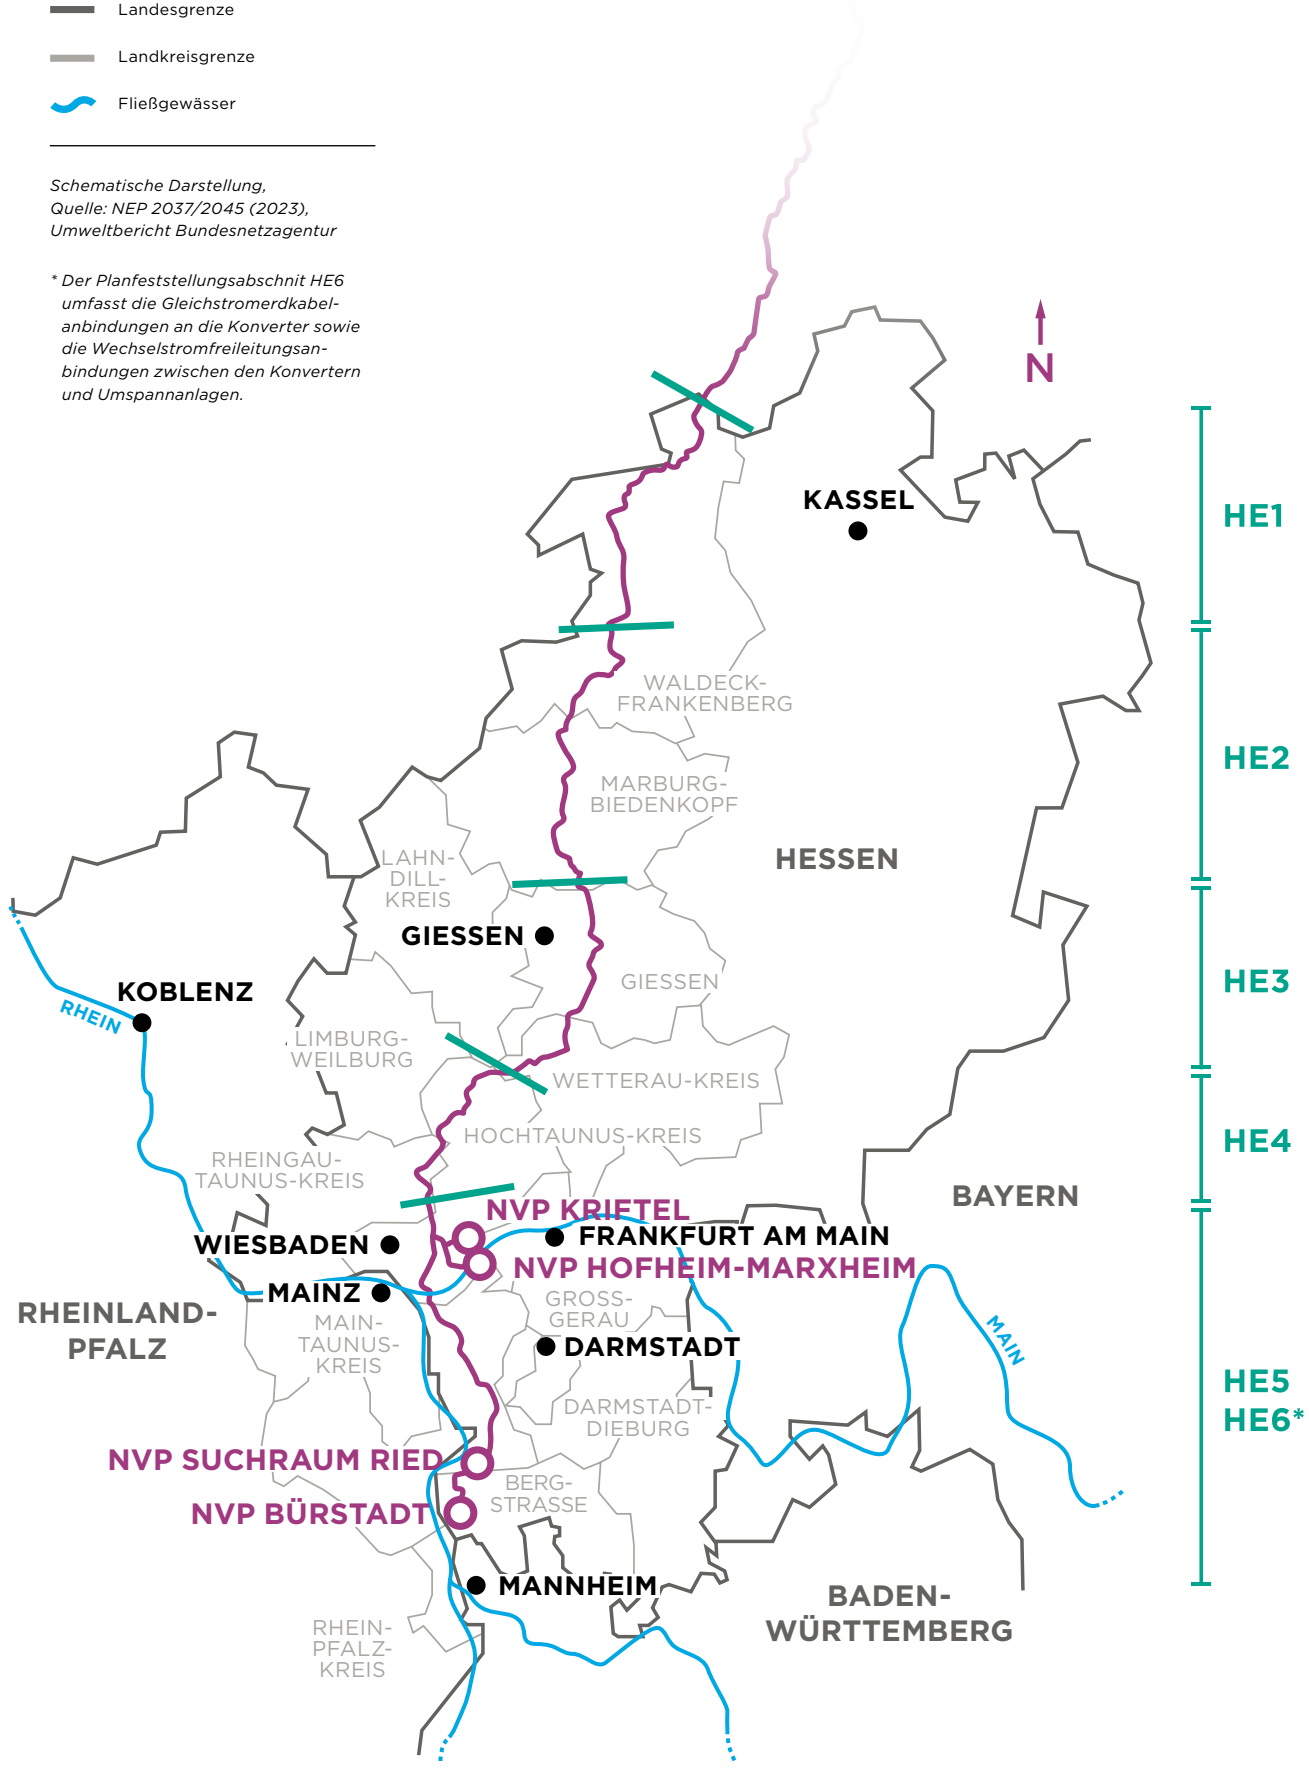 Landesgrenze
Landkreisgrenze
Fließgewässer
Schematische Darstellung,
Quelle: NEP 2037/2045 (2023),
Umweltbericht Bundesnetzagentur
* Der Planfeststellungsabschnitt HE6
umfasst die Gleichstromerdkabel-
anbindungen an die Konverter sowie
die Wechselstromfreileitungsan-
bindungen zwischen den Konvertern
und Umspannanlagen.
N
KASSEL
HE1
WALDECK-
FRANKENBERG
HE2
MARBURG-
BIEDENKOPF
HESSEN
LAHN-
DILL-
KREIS
GIESSEN
GIESSEN
HE3
KOBLENZ
RHEIN
LIMBURG-
WEILBURG
WETTERAU-KREIS
HOCHTAUNUS-KREIS
HE4
RHEINGAU-
TAUNUS-KREIS
BAYERN
NVP KRIFTEL
WIESBADEN
FRANKFURT AM MAIN
NVP HOFHEIM-MARXHEIM
MAINZ
RHEINLAND-
PFALZ
GROSS-
GERAU
MAIN-
TAUNUS-
KREIS
DARMSTADT
MAIN
HE5
HE6*
DARMSTADT-
DIEBURG
NVP SUCHRAUM RIED
BERG-
STRASSE
NVP BÜRSTADT
MANNHEIM
BADEN-
WÜRTTEMBERG
RHEIN-
PFALZ-
KREIS